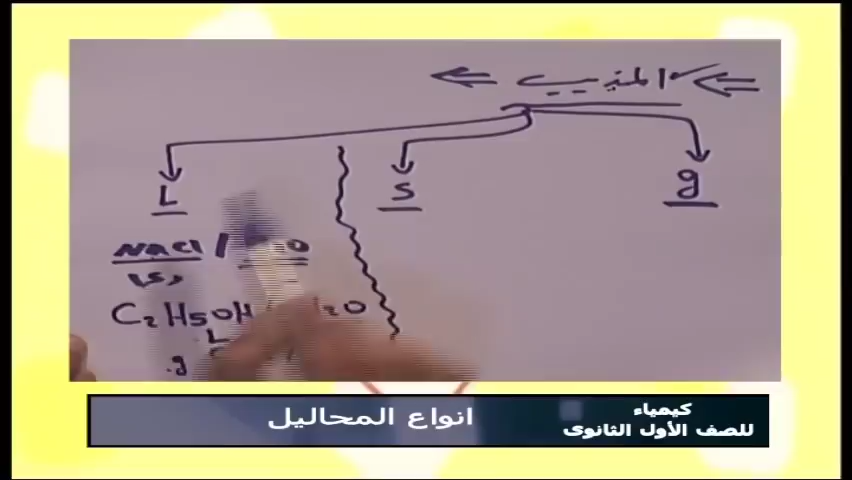 المذيب
L S g
NaCl /
(s)
C2H5OH
L
g
كيمياء
للصف الأول الثانوى
انواع المحاليل